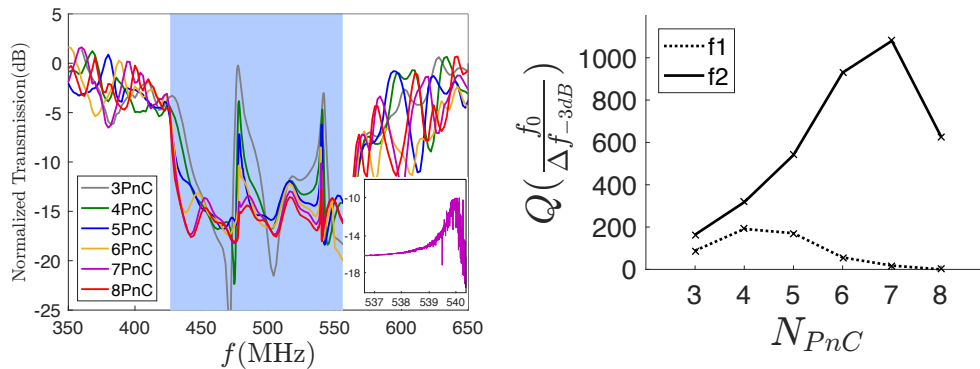 Normalized Transmission(dB)
5
0
-5
-10
-15
-20
-25
3PnC
4PnC
5PnC
6PnC
7PnC
8PnC
-10
-14
-18
537 538 539 540
350 400 450 500 550 600 650
f(MHz)
Q(f0/Δf−3dB)
1000
800
600
400
200
0
f1
f2
3 4 5 6 7 8
NPnC